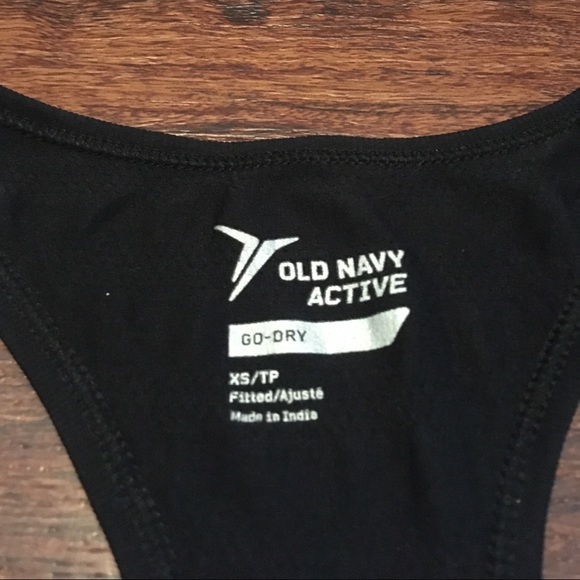 OLD NAVY
ACTIVE
GO-DRY
XS/TP
Fitted/Ajusté
Made in India